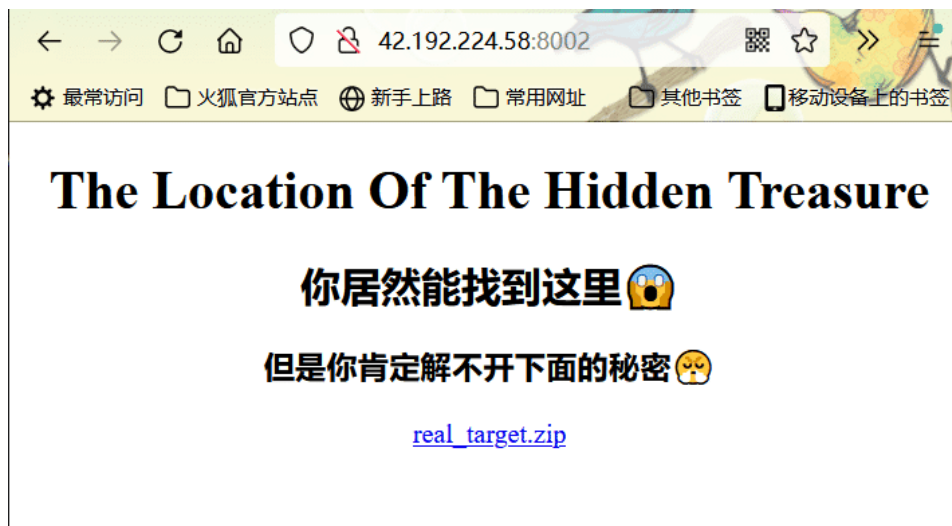 42.192.224.58:8002
最常访问 火狐官方站点 新手上路 常用网址 其他书签 移动设备上的书签
The Location Of The Hidden Treasure
你居然能找到这里😱
但是你肯定解不开下面的秘密😤
real_target.zip